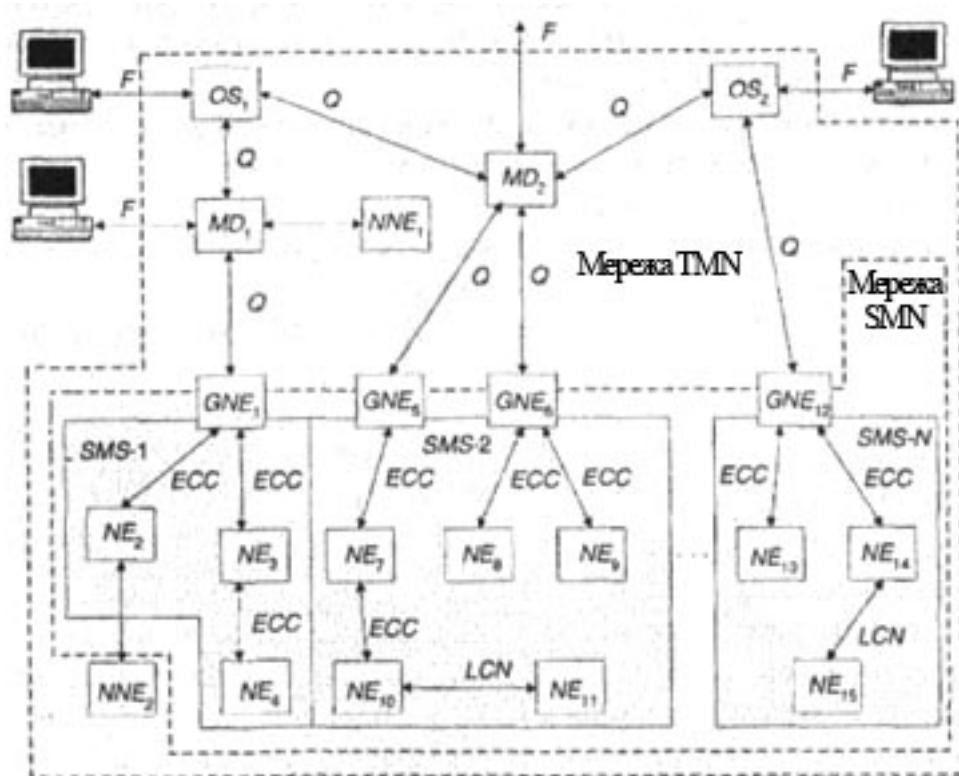 F
F
OS₁
Q
Q
OS₂
F
Q
MD₂
F
MD₁
NNE₁
Q
Q
Q
Q
Мережа TMN
Мережа
SMN
GNE₁
GNE₅
GNE₆
GNE₁₂
SMS-1
SMS-2
SMS-N
ECC
ECC
ECC
ECC
ECC
ECC
ECC
NE₂
NE₃
NE₇
NE₈
NE₉
NE₁₃
NE₁₄
ECC
ECC
LCN
LCN
NNE₂
NE₄
NE₁₀
NE₁₁
NE₁₅